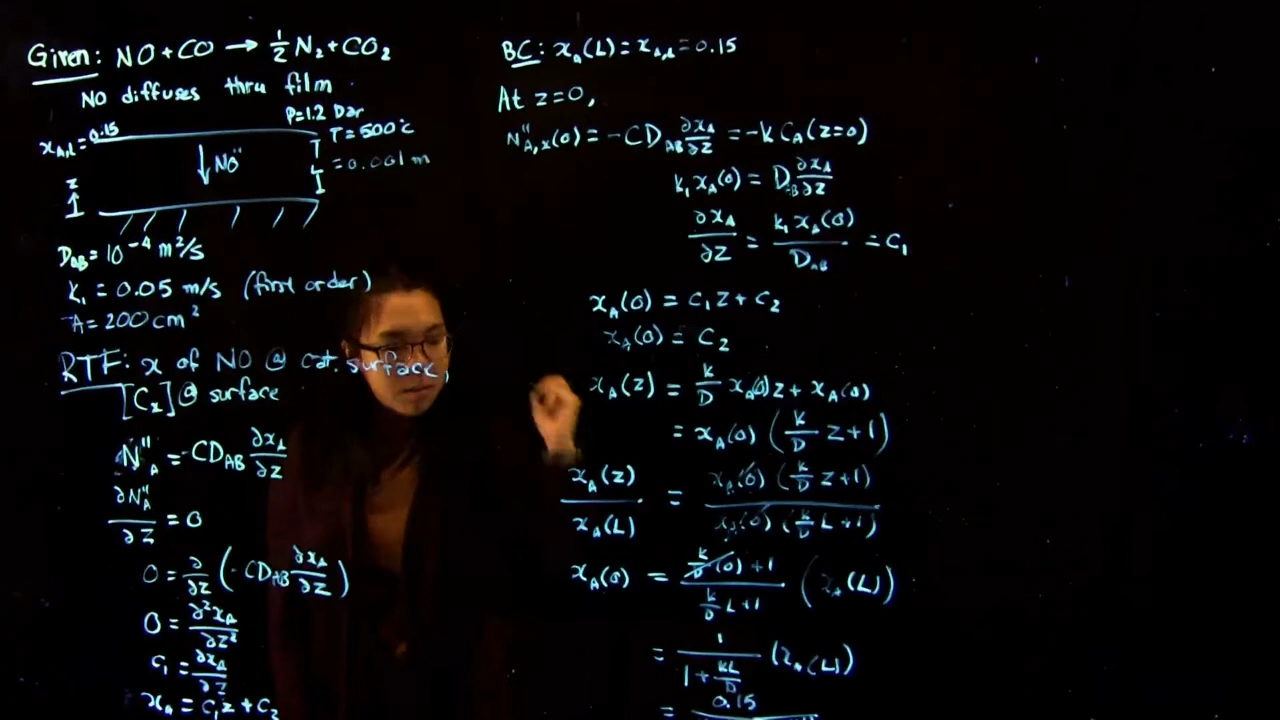 Given: NO + CO → 1/2 N₂ + CO₂
NO diffuses thru film
P=1.2 Bar
x_A,L = 0.15
T = 500°C
↓ NO"
L = 0.001 m
z
D_AB = 10⁻⁴ m²/s
k₁ = 0.05 m/s (first order)
A = 200 cm²
RTF: x of NO @ cat. surface,
[Cx] @ surface
N"_A = -CD_AB ∂x_A/∂z
∂N"_A/∂z = 0
0 = ∂/∂z (-CD_AB ∂x_A/∂z)
0 = ∂²x_A/∂z²
C₁ = ∂x_A/∂z
x_A = C₁z + C₂
BC: x_A(L) = x_A,L = 0.15
At z=0,
N"_A,x(0) = -CD_AB ∂x_A/∂z = -k C_A(z=0)
k₁ x_A(0) = D_AB ∂x_A/∂z
∂x_A/∂z = k₁ x_A(0)/D_AB = C₁
x_A(0) = C₁z + C₂
x_A(0) = C₂
x_A(z) = k/D x_A(0)z + x_A(0)
= x_A(0) (k/D z + 1)
x_A(z)/x_A(L) = x_A(0) (k/D z + 1) / x_A(0) (k/D L + 1)
x_A(0) = (k/D (0) + 1)/(k/D L + 1) (x_A(L))
= 1/(1 + kL/D) (x_A(L))
= 0.15